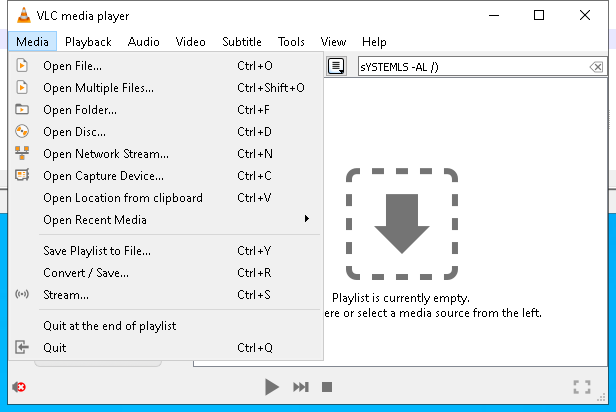 VLC media player
Media Playback Audio Video Subtitle Tools View Help
sYSTEMLS -AL /)
Open File... Ctrl+O
Open Multiple Files... Ctrl+Shift+O
Open Folder... Ctrl+F
Open Disc... Ctrl+D
Open Network Stream... Ctrl+N
Open Capture Device... Ctrl+C
Open Location from clipboard Ctrl+V
Open Recent Media
Save Playlist to File... Ctrl+Y
Convert / Save... Ctrl+R
Stream... Ctrl+S
Quit at the end of playlist
Quit Ctrl+Q
Playlist is currently empty.
ere or select a media source from the left.